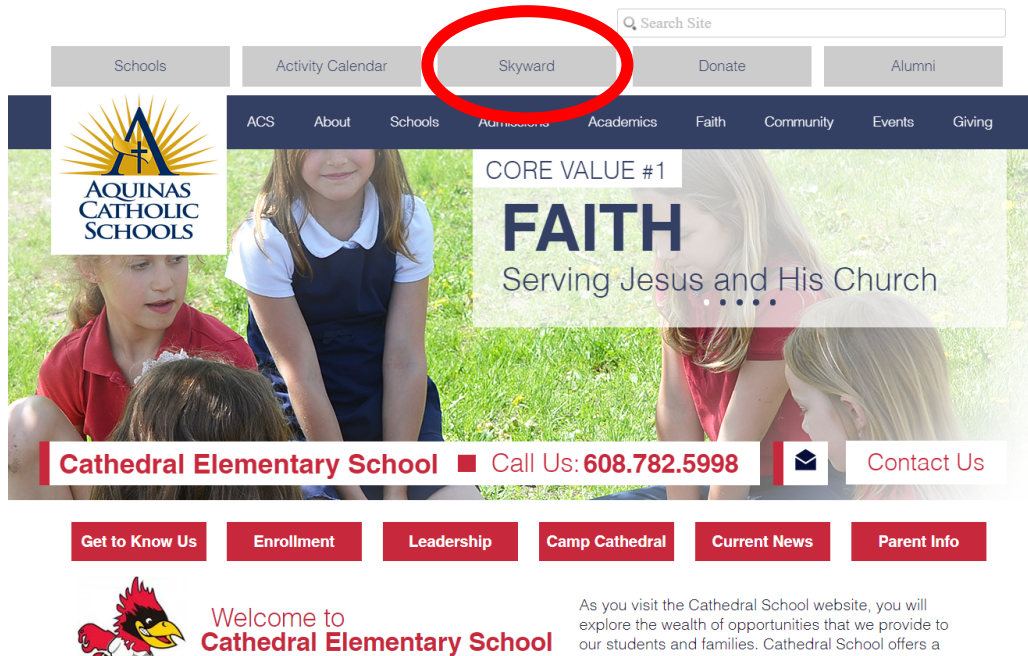 Search Site
Schools Activity Calendar Skyward Donate Alumni
ACS About Schools Admissions Academics Faith Community Events Giving
AQUINAS
CATHOLIC
SCHOOLS
CORE VALUE #1
FAITH
Serving Jesus and His Church
Cathedral Elementary School ■ Call Us: 608.782.5998 Contact Us
Get to Know Us Enrollment Leadership Camp Cathedral Current News Parent Info
Welcome to
Cathedral Elementary School
As you visit the Cathedral School website, you will
explore the wealth of opportunities that we provide to
our students and families. Cathedral School offers a